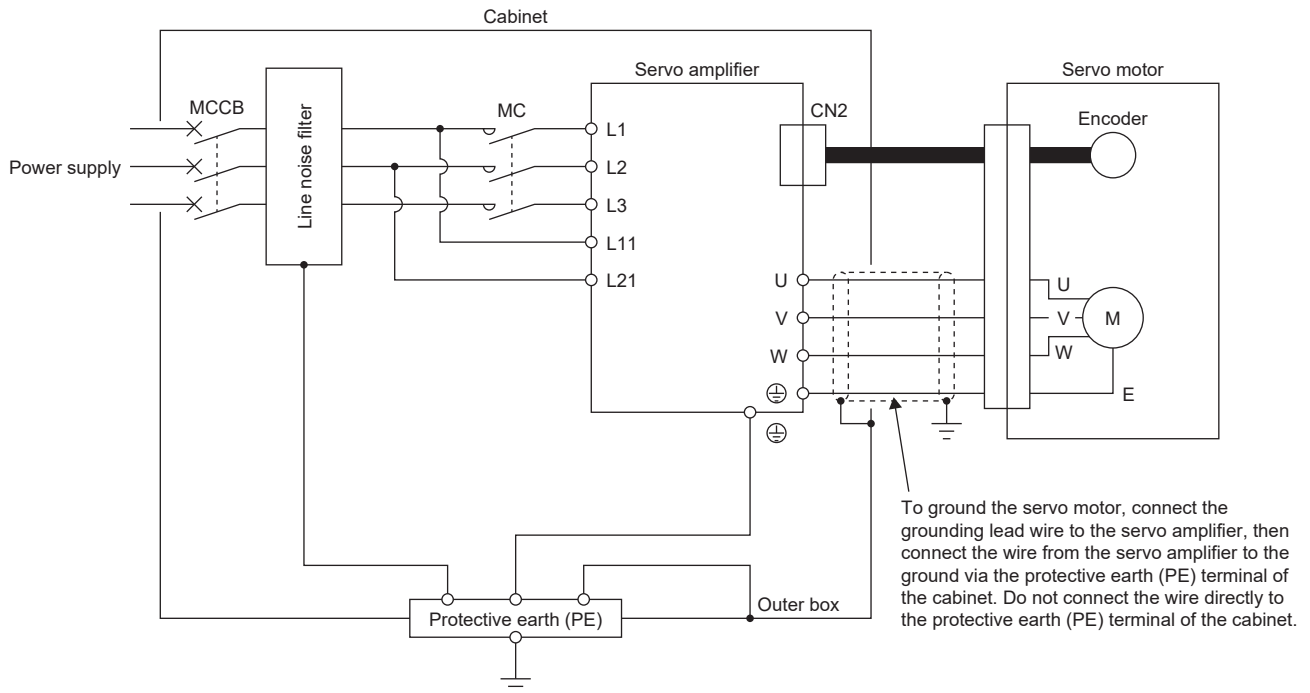 Cabinet
Servo amplifier
Servo motor
MCCB
Line noise filter
MC
CN2
Encoder
L1
Power supply
L2
L3
L11
L21
U
U
V
V
M
W
W
E
To ground the servo motor, connect the
grounding lead wire to the servo amplifier, then
connect the wire from the servo amplifier to the
ground via the protective earth (PE) terminal of
the cabinet. Do not connect the wire directly to
the protective earth (PE) terminal of the cabinet.
Outer box
Protective earth (PE)